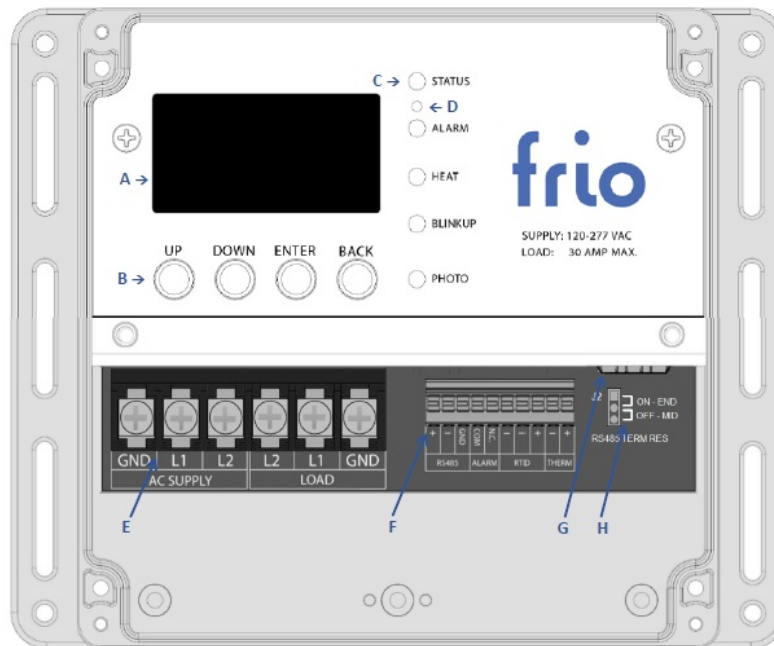 C → STATUS
← D
ALARM
A →
HEAT
frio
BLINKUP
SUPPLY: 120-277 VAC
LOAD: 30 AMP MAX.
UP DOWN ENTER BACK
B →
PHOTO
G
J2
ON - END
OFF - MID
RS485 TERM RES
+ - GND COM N.C. - - + - +
RS485 ALARM RTID THERM
GND L1 L2 L2 L1 GND
AC SUPPLY LOAD
E F G H